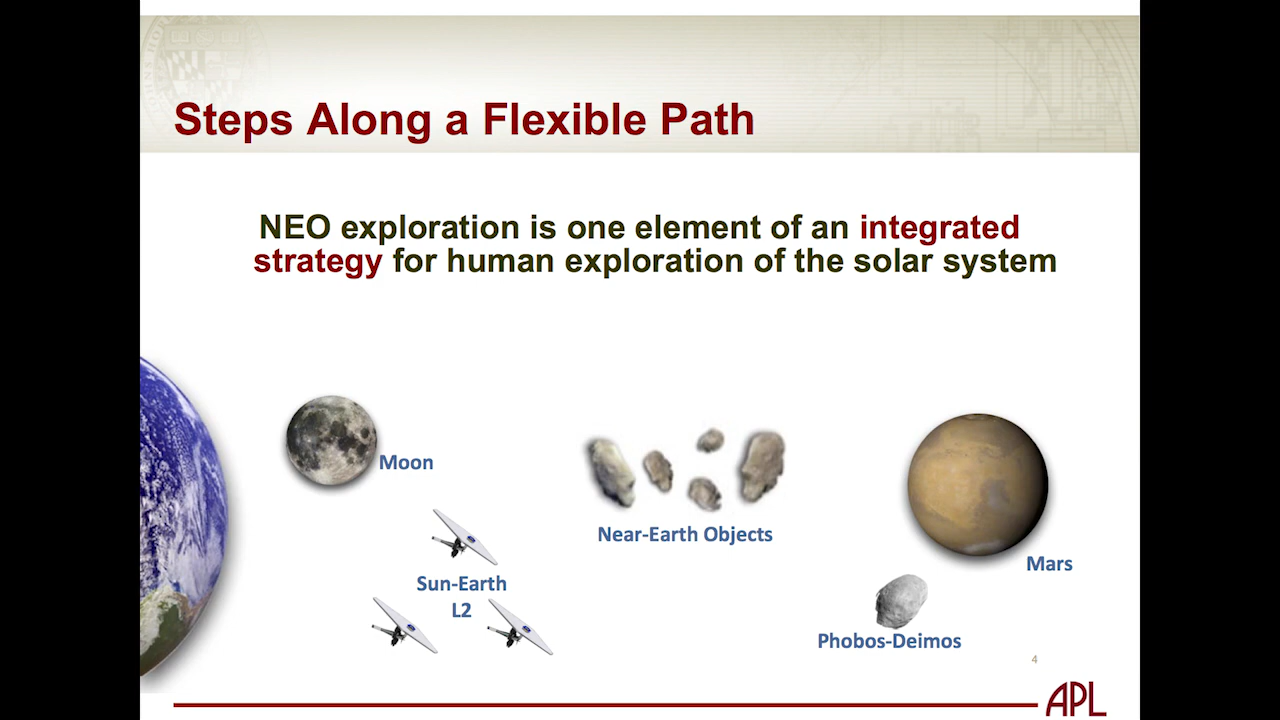 Steps Along a Flexible Path
NEO exploration is one element of an integrated
strategy for human exploration of the solar system
Moon
Near-Earth Objects
Sun-Earth
L2
Mars
Phobos-Deimos
4
APL